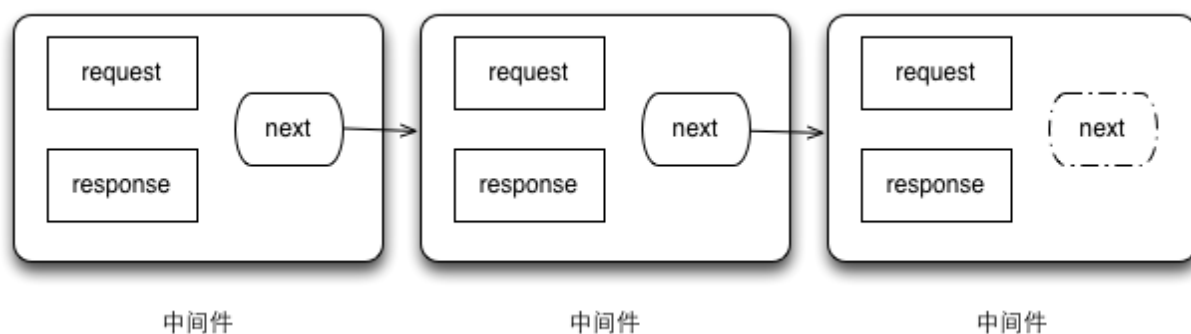 request
next
response
中间件
request
next
response
中间件
request
next
response
中间件